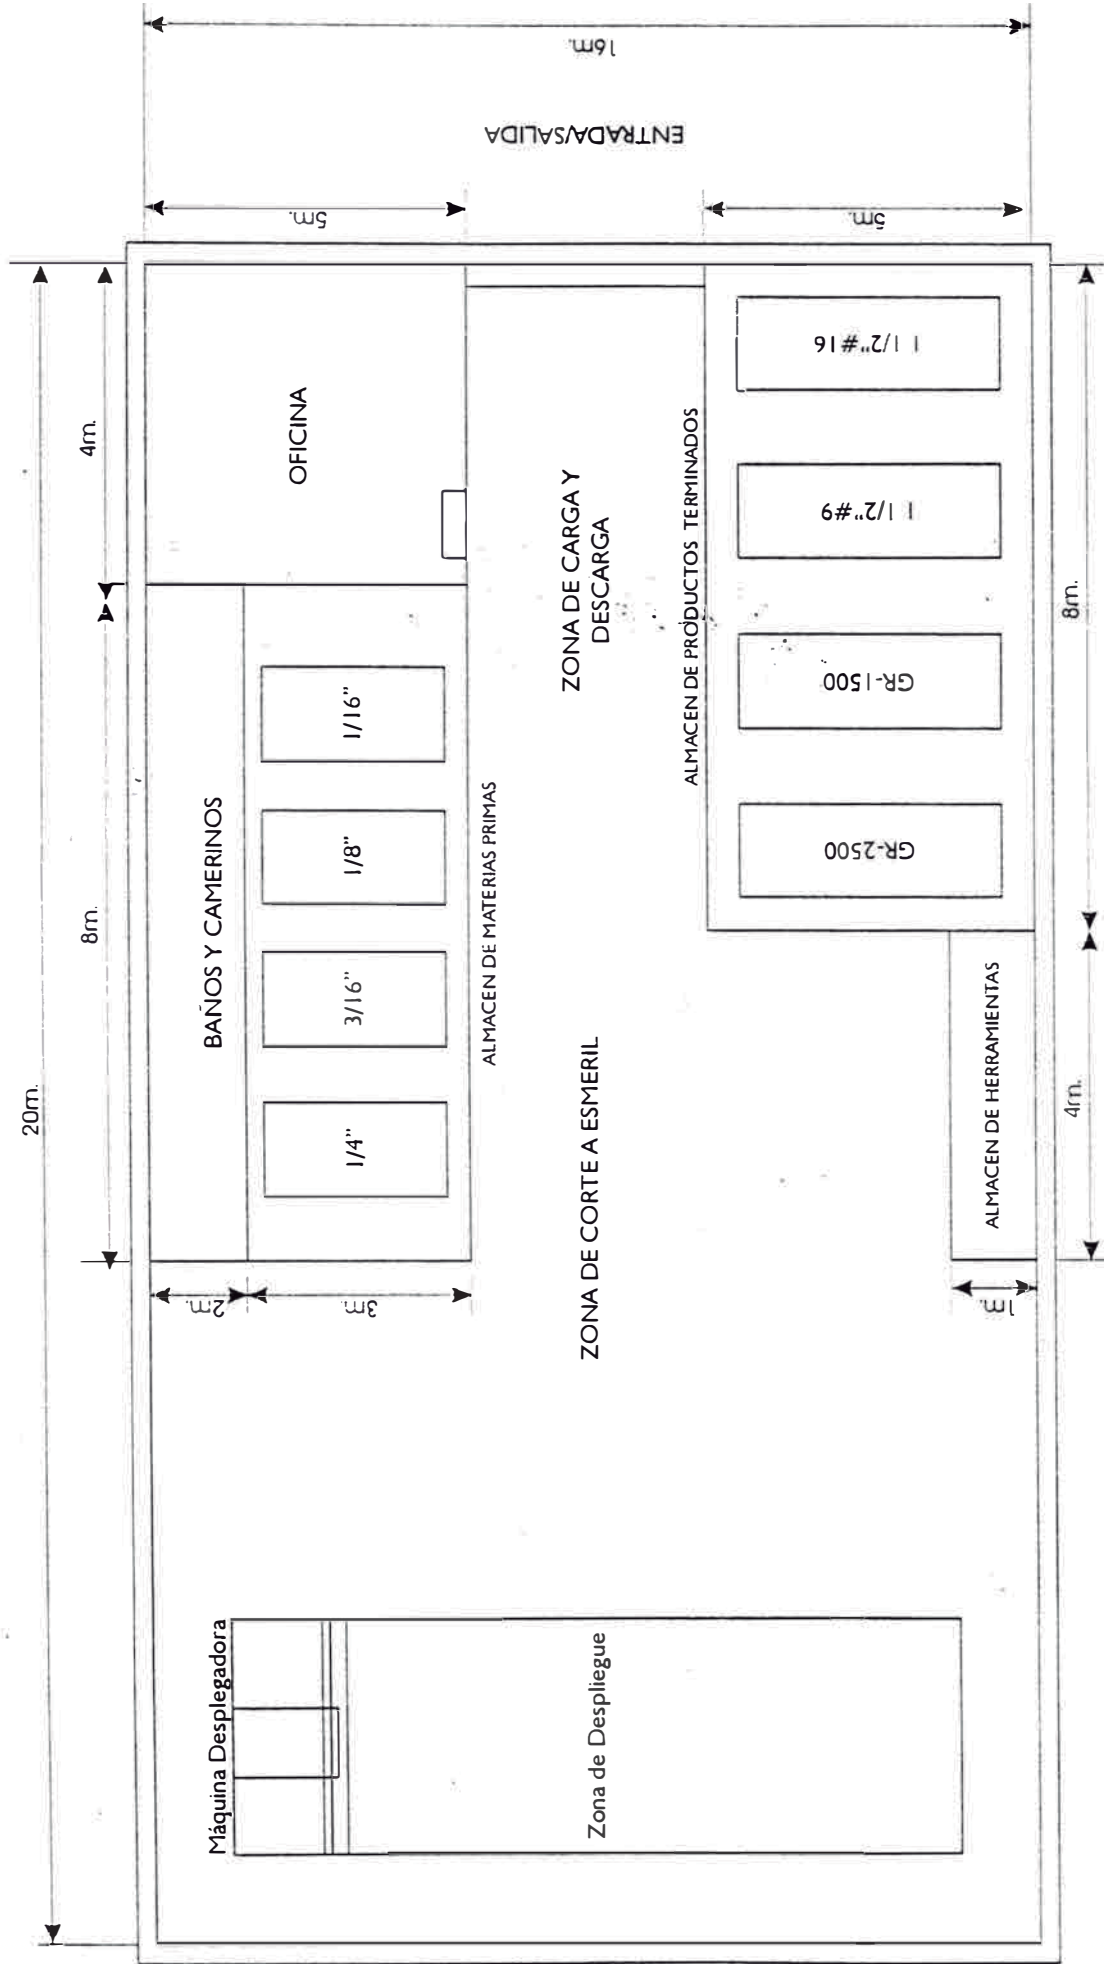 20m.
8m.
4m.
Máquina Desplegadora
BAÑOS Y CAMERINOS
OFICINA
2m.
3m.
5m.
1/4"
3/16"
1/8"
1/16"
ALMACEN DE MATERIAS PRIMAS
Zona de Despliegue
ZONA DE CORTE A ESMERIL
ZONA DE CARGA Y
DESCARGA
ENTRADA/SALIDA
16m.
ALMACEN DE PRODUCTOS TERMINADOS
GR-2500
GR-1500
1 1/2"#9
1 1/2"#16
5m.
ALMACEN DE HERRAMIENTAS
1m.
4m.
8m.